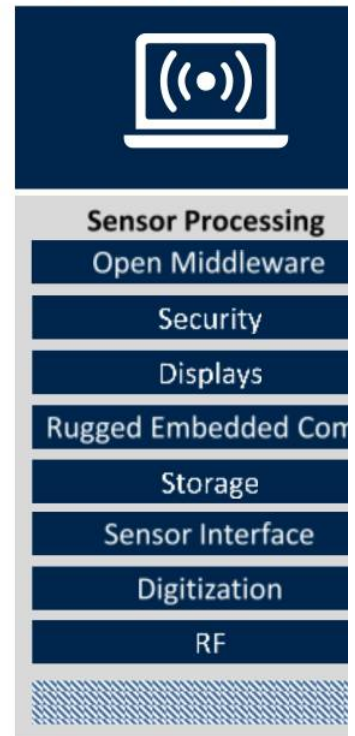 Sensor Processing
Open Middleware
Security
Displays
Rugged Embedded Com
Storage
Sensor Interface
Digitization
RF